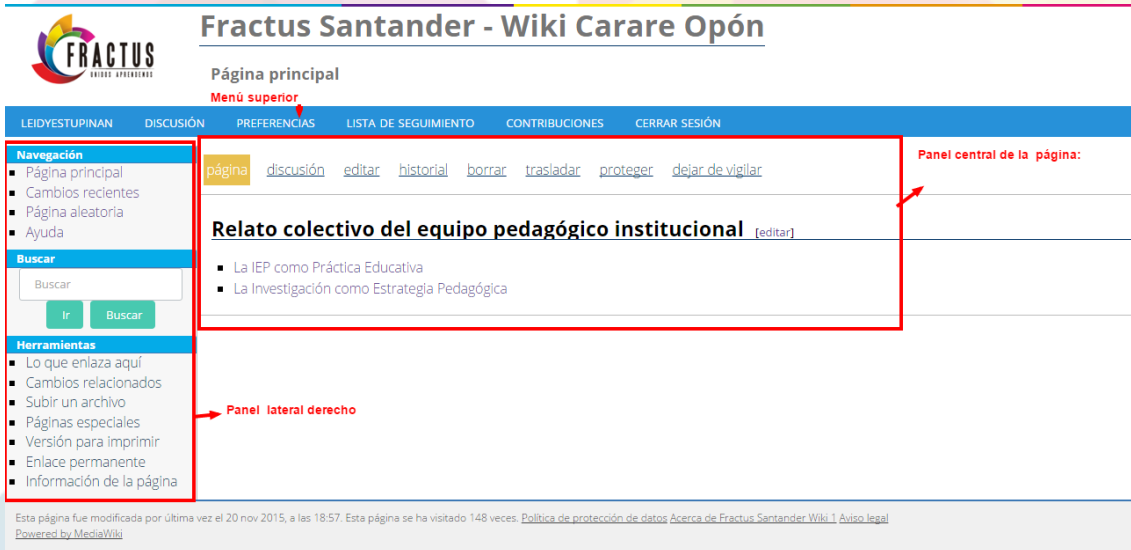 FRACTUS
UNIDOS APRENDEMOS
Fractus Santander - Wiki Carare Opón
Página principal
Menú superior
LEIDYESTUPINAN DISCUSIÓN PREFERENCIAS LISTA DE SEGUIMIENTO CONTRIBUCIONES CERRAR SESIÓN
Navegación
Página principal
Cambios recientes
Página aleatoria
Ayuda
Buscar
Buscar
Ir Buscar
Herramientas
Lo que enlaza aquí
Cambios relacionados
Subir un archivo
Páginas especiales
Versión para imprimir
Enlace permanente
Información de la página
página discusión editar historial borrar trasladar proteger dejar de vigilar
Relato colectivo del equipo pedagógico institucional [editar]
La IEP como Práctica Educativa
La Investigación como Estrategia Pedagógica
Panel central de la página:
Panel lateral derecho
Esta página fue modificada por última vez el 20 nov 2015, a las 18:57. Esta página se ha visitado 148 veces. Política de protección de datos Acerca de Fractus Santander Wiki 1 Aviso legal
Powered by MediaWiki